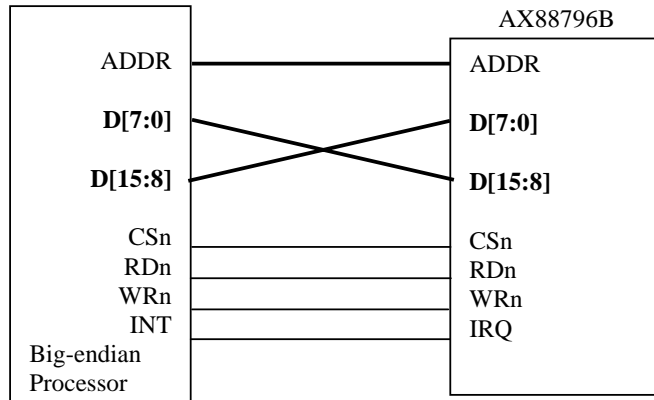 AX88796B
ADDR ADDR
D[7:0] D[7:0]
D[15:8] D[15:8]
CSn CSn
RDn RDn
WRn WRn
INT IRQ
Big-endian
Processor